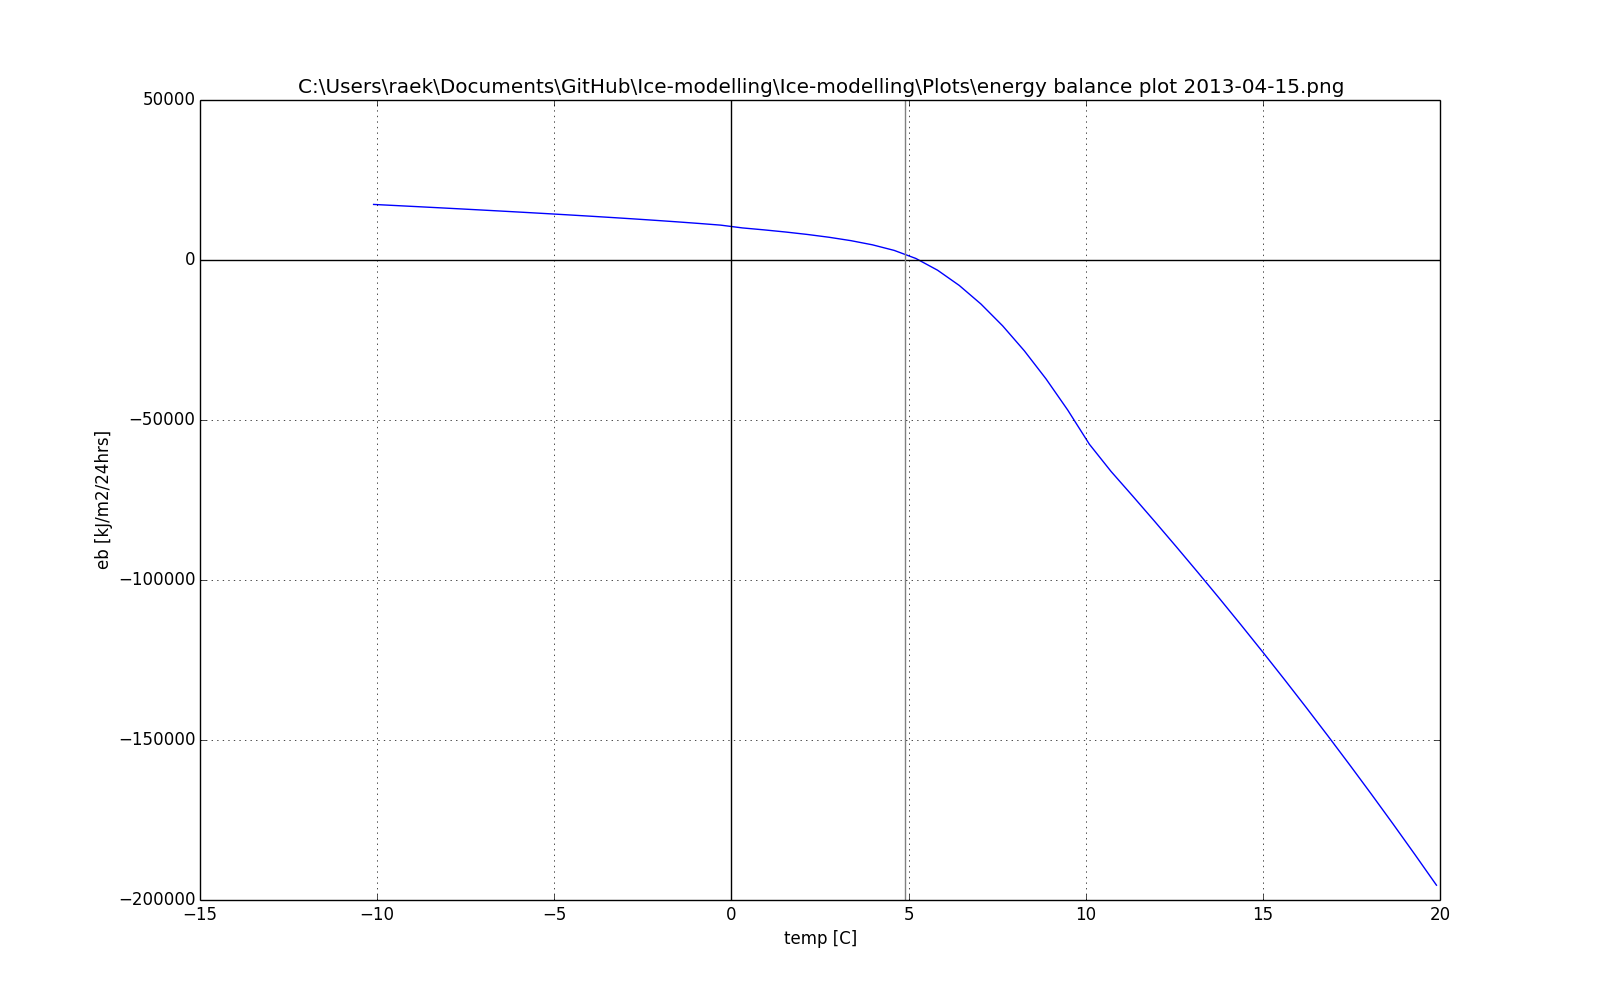 C:\Users\raek\Documents\GitHub\Ice-modelling\Ice-modelling\Plots\energy balance plot 2013-04-15.png
50000
0
−50000
−100000
−150000
−200000
eb [kJ/m2/24hrs]
−15 −10 −5 0 5 10 15 20
temp [C]